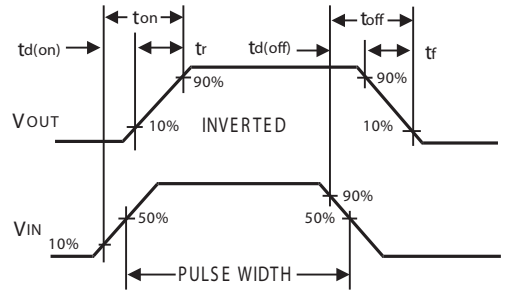 ton toff
td(on) tr td(off) tf
90% 90%
VOUT 10% INVERTED 10%
90%
50% 50%
VIN 10%
PULSE WIDTH